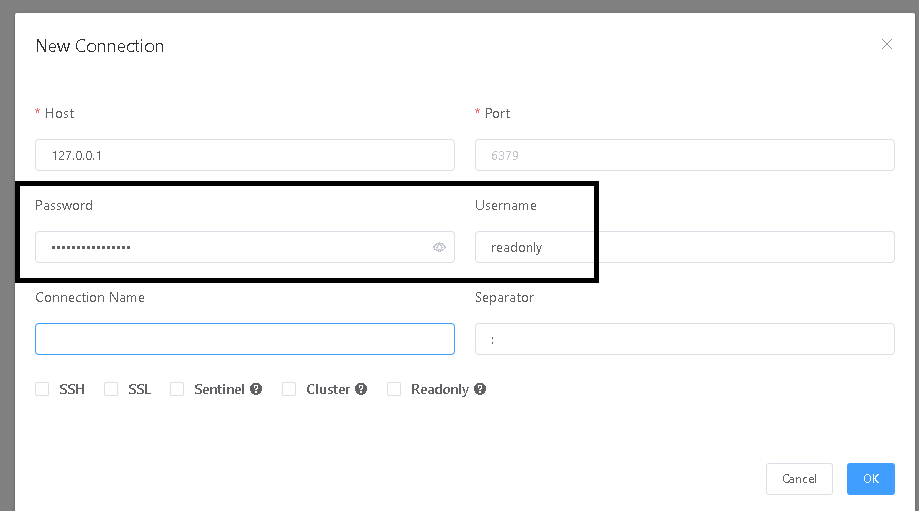 New Connection
* Host
* Port
127.0.0.1
6379
Password
Username
••••••••••••••••
readonly
Connection Name
Separator
:
SSH SSL Sentinel ? Cluster ? Readonly ?
Cancel OK